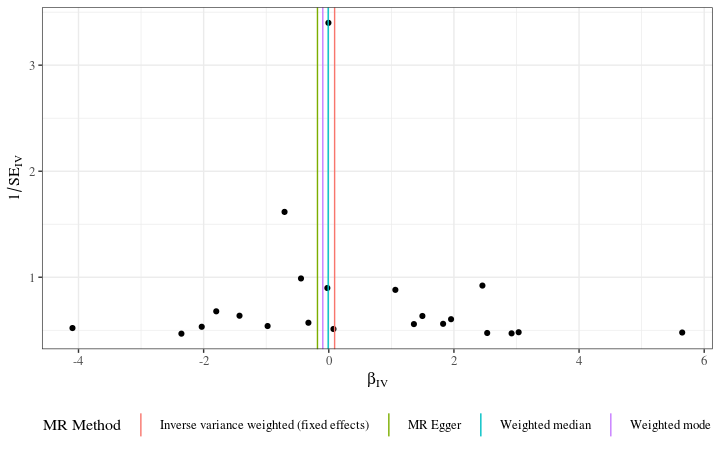 3
2
1
1/SE_IV
-4 -2 0 2 4 6
β_IV
MR Method Inverse variance weighted (fixed effects) MR Egger Weighted median Weighted mode